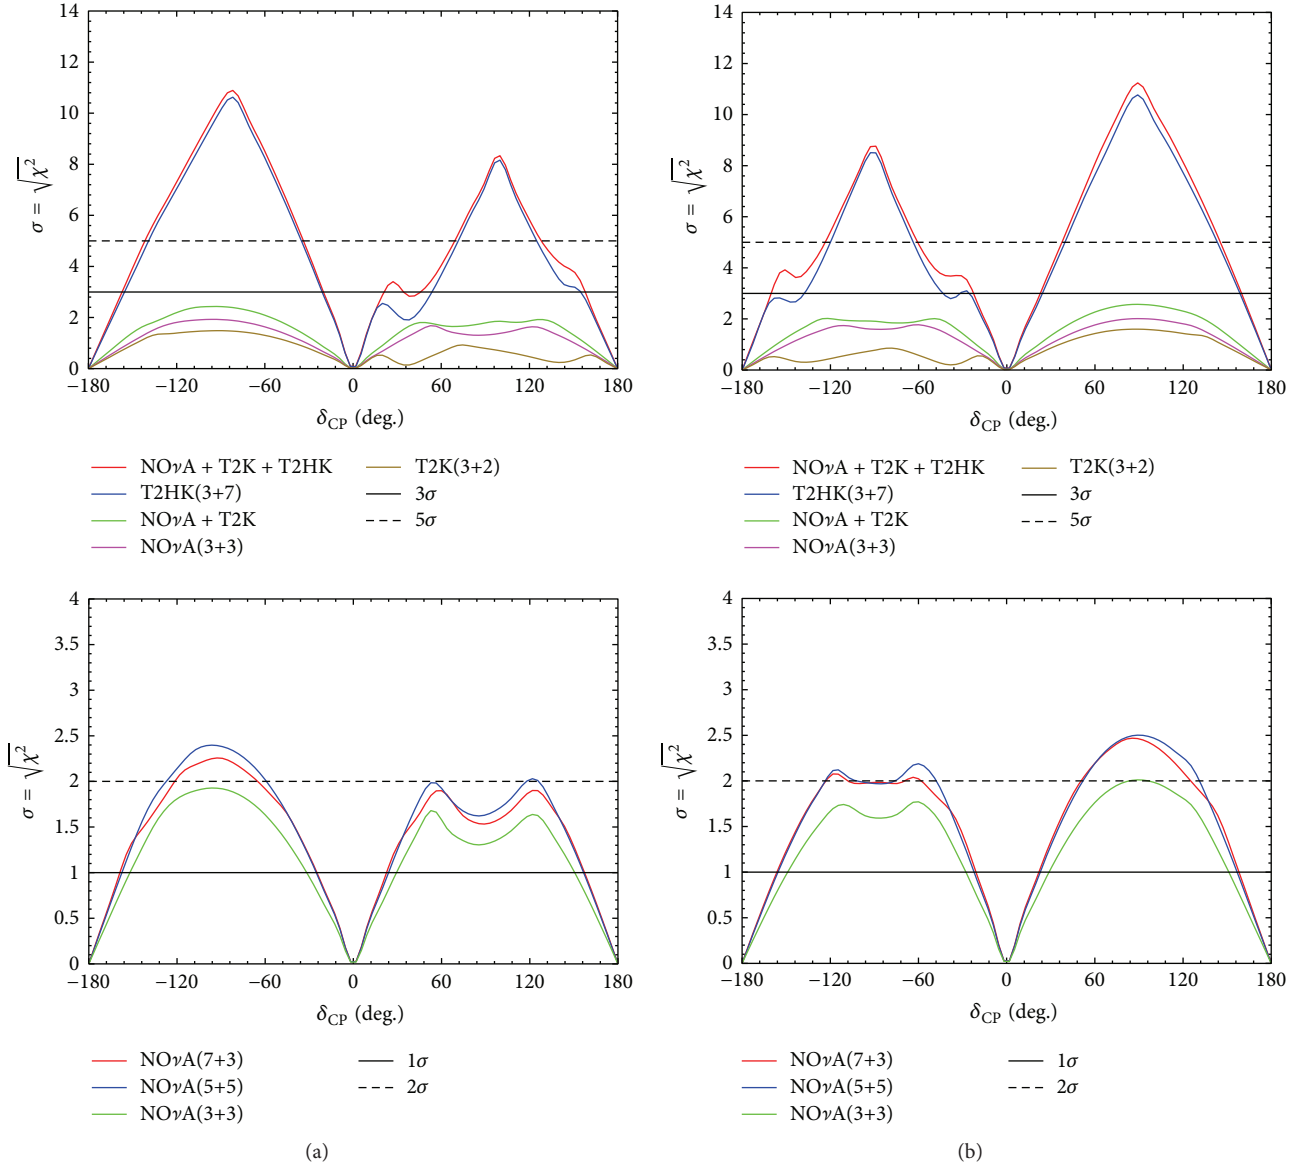 14
12
10
8
6
4
2
0
σ = √χ²
−180 −120 −60 0 60 120 180
δCP (deg.)
NOνA + T2K + T2HK
T2HK(3+7)
NOνA + T2K
NOνA(3+3)
T2K(3+2)
3σ
5σ
14
12
10
8
6
4
2
0
σ = √χ²
−180 −120 −60 0 60 120 180
δCP (deg.)
NOνA + T2K + T2HK
T2HK(3+7)
NOνA + T2K
NOνA(3+3)
T2K(3+2)
3σ
5σ
4
3.5
3
2.5
2
1.5
1
0.5
0
σ = √χ²
−180 −120 −60 0 60 120 180
δCP (deg.)
NOνA(7+3)
NOνA(5+5)
NOνA(3+3)
1σ
2σ
(a)
4
3.5
3
2.5
2
1.5
1
0.5
0
σ = √χ²
−180 −120 −60 0 60 120 180
δCP (deg.)
NOνA(7+3)
NOνA(5+5)
NOνA(3+3)
1σ
2σ
(b)